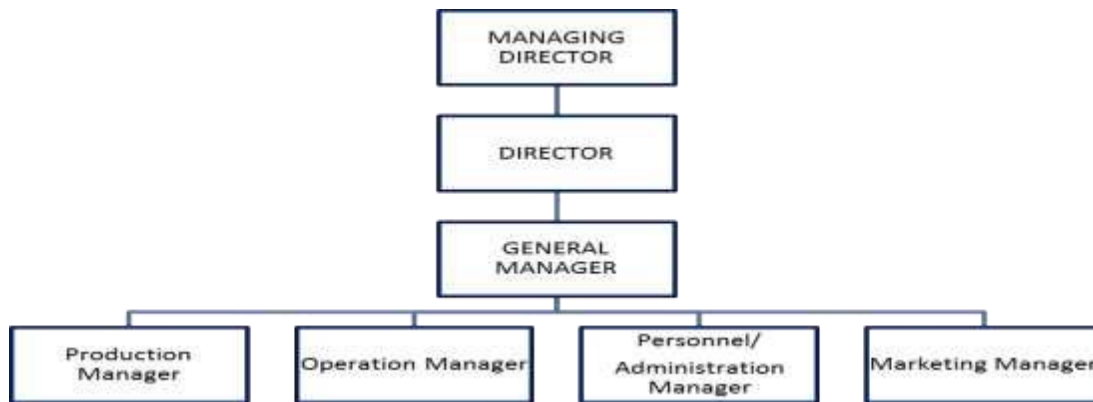 MANAGING
DIRECTOR
DIRECTOR
GENERAL
MANAGER
Production
Manager
Operation Manager
Personnel/
Administration
Manager
Marketing Manager